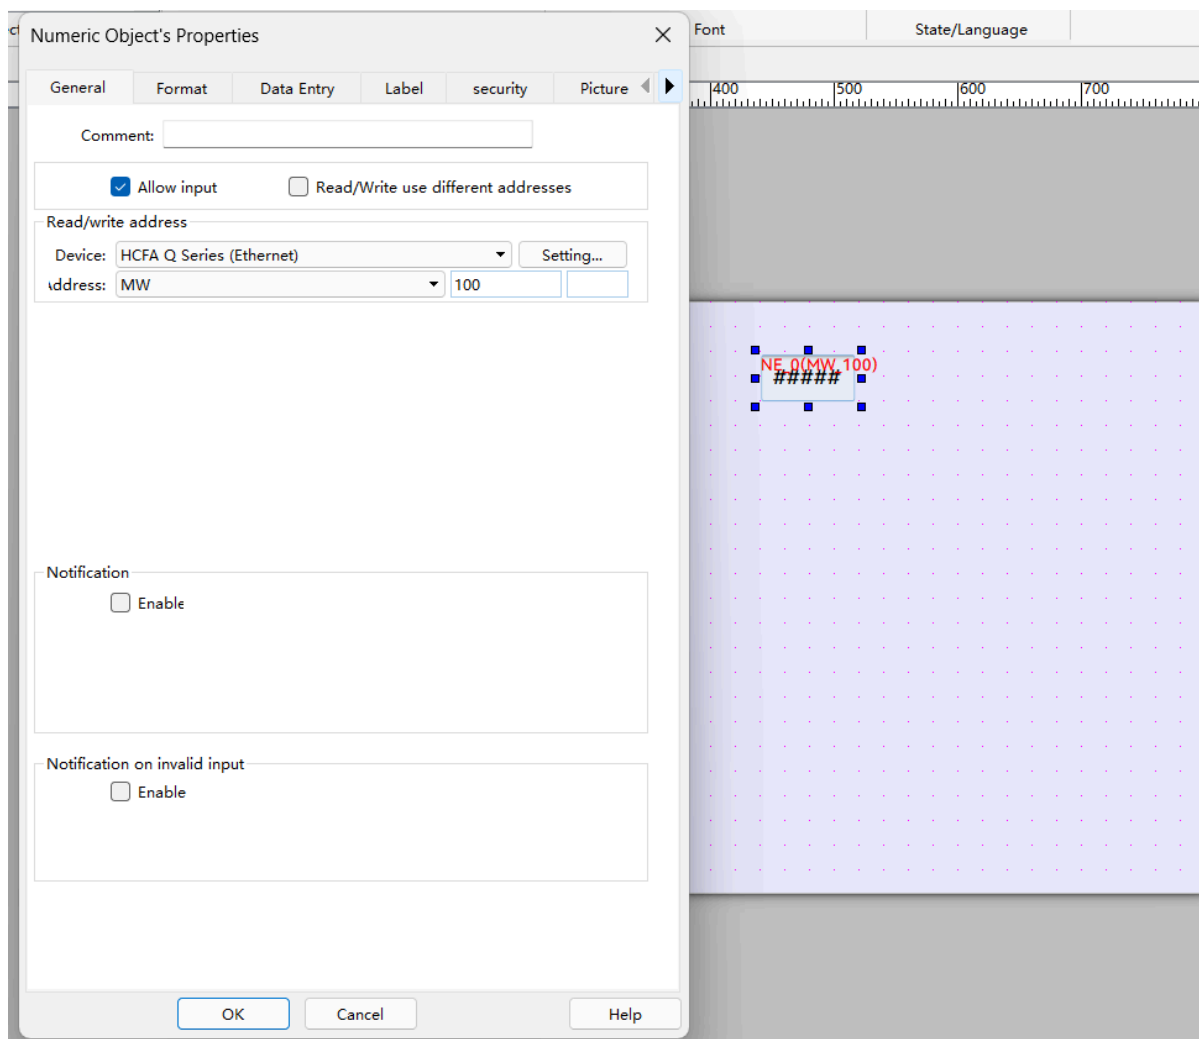 Numeric Object's Properties
Font
State/Language
General
Format
Data Entry
Label
security
Picture
400
500
600
700
Comment:
Allow input
Read/Write use different addresses
Read/write address
Device:
HCFA Q Series (Ethernet)
Setting...
ddress:
MW
100
NE_0(MW_100)
#####
Notification
Enable
Notification on invalid input
Enable
OK
Cancel
Help